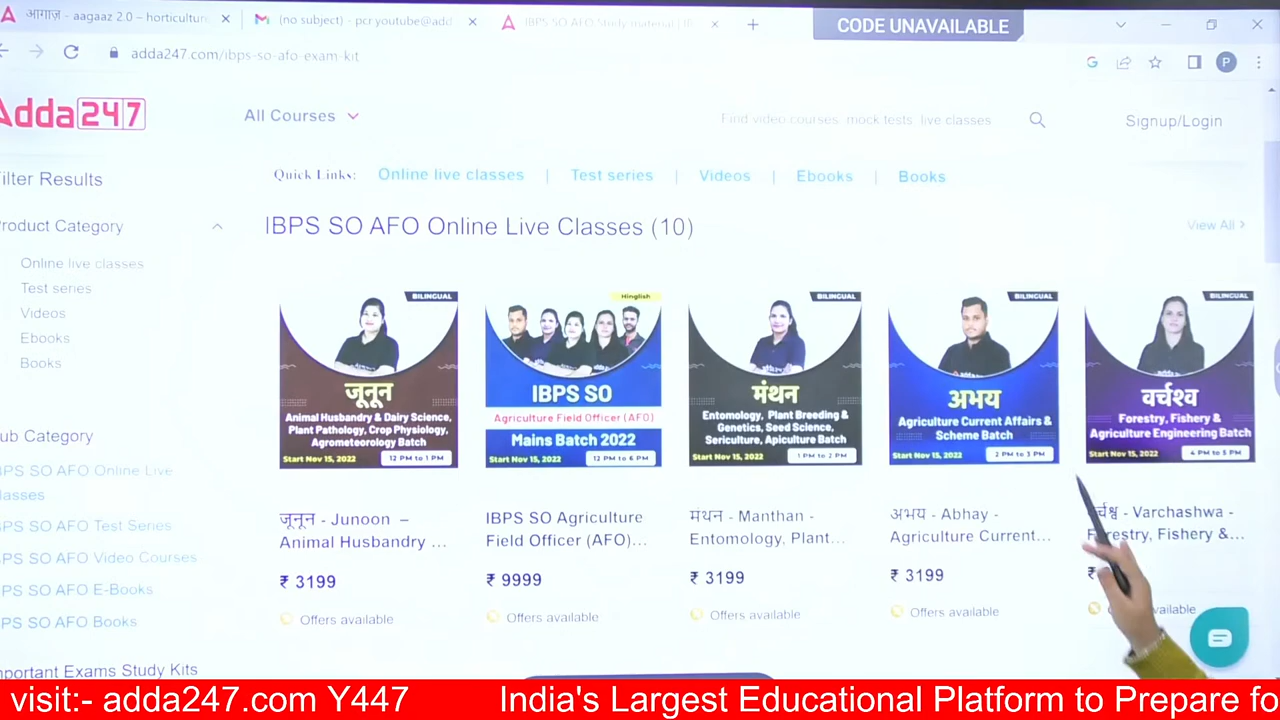 आगाज़ - aagaaz 2.0 – horticulture
(no subject) - pcr.youtube@add
IBPS SO AFO Study material
CODE UNAVAILABLE
adda247.com/ibps-so-afo-exam-kit
Adda247
All Courses
Find video courses, mock tests, live classes
Signup/Login
Filter Results
Quick Links:
Online live classes | Test series | Videos | Ebooks | Books
Product Category
Online live classes
Test series
Videos
Ebooks
Books
IBPS SO AFO Online Live Classes (10)
View All
BILINGUAL
जूनून
Animal Husbandry & Dairy Science,
Plant Pathology, Crop Physiology,
Agrometeorology Batch
Start Nov 15, 2022
12 PM to 1 PM
Hinglish
IBPS SO
Agriculture Field Officer (AFO)
Mains Batch 2022
Start Nov 15, 2022
12 PM to 6 PM
BILINGUAL
मंथन
Entomology, Plant Breeding &
Genetics, Seed Science,
Sericulture, Apiculture Batch
Start Nov 15, 2022
1 PM to 2 PM
BILINGUAL
अभय
Agriculture Current Affairs &
Scheme Batch
Start Nov 15, 2022
2 PM to 3 PM
BILINGUAL
वर्चश्व
Forestry, Fishery &
Agriculture Engineering Batch
Start Nov 15, 2022
4 PM to 5 PM
जूनून - Junoon –
Animal Husbandry ...
₹ 3199
Offers available
IBPS SO Agriculture
Field Officer (AFO)...
₹ 9999
Offers available
मंथन - Manthan -
Entomology, Plant...
₹ 3199
Offers available
अभय - Abhay -
Agriculture Current...
₹ 3199
Offers available
- Varchashwa -
Forestry, Fishery &...
₹
available
Sub Category
IBPS SO AFO Online Live
Classes
IBPS SO AFO Test Series
IBPS SO AFO Video Courses
IBPS SO AFO E-Books
IBPS SO AFO Books
Important Exams Study Kits
visit:- adda247.com Y447
India's Largest Educational Platform to Prepare fo